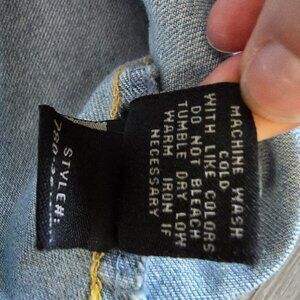 MACHINE WASH
COLD
WITH LIKE COLORS
DO NOT BLEACH
TUMBLE DRY LOW
WARM IRON IF
NECESSARY
STYLE#: